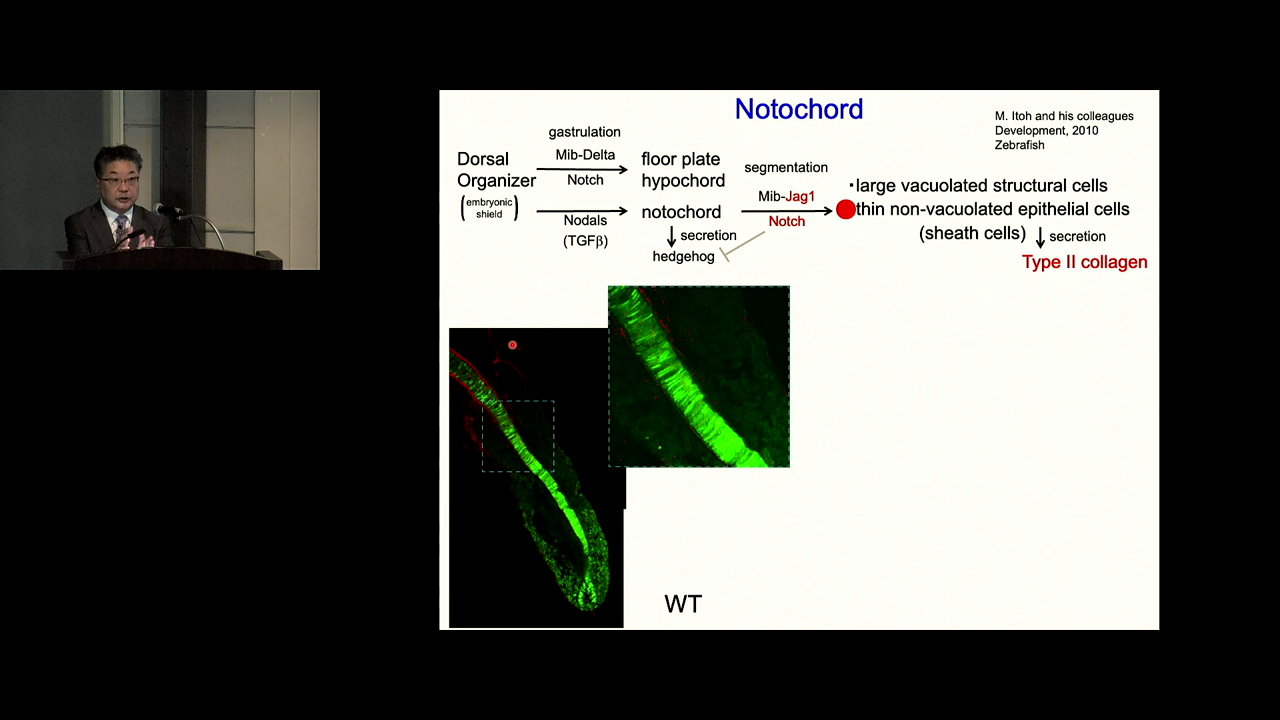 Notochord
M. Itoh and his colleagues
Development, 2010
Zebrafish
gastrulation
Dorsal
Organizer
(embryonic
shield)
Mib-Delta
Notch
floor plate
hypochord
Nodals
(TGFβ)
notochord
secretion
hedgehog
segmentation
Mib-Jag1
Notch
・large vacuolated structural cells
thin non-vacuolated epithelial cells
(sheath cells)
secretion
Type II collagen
WT